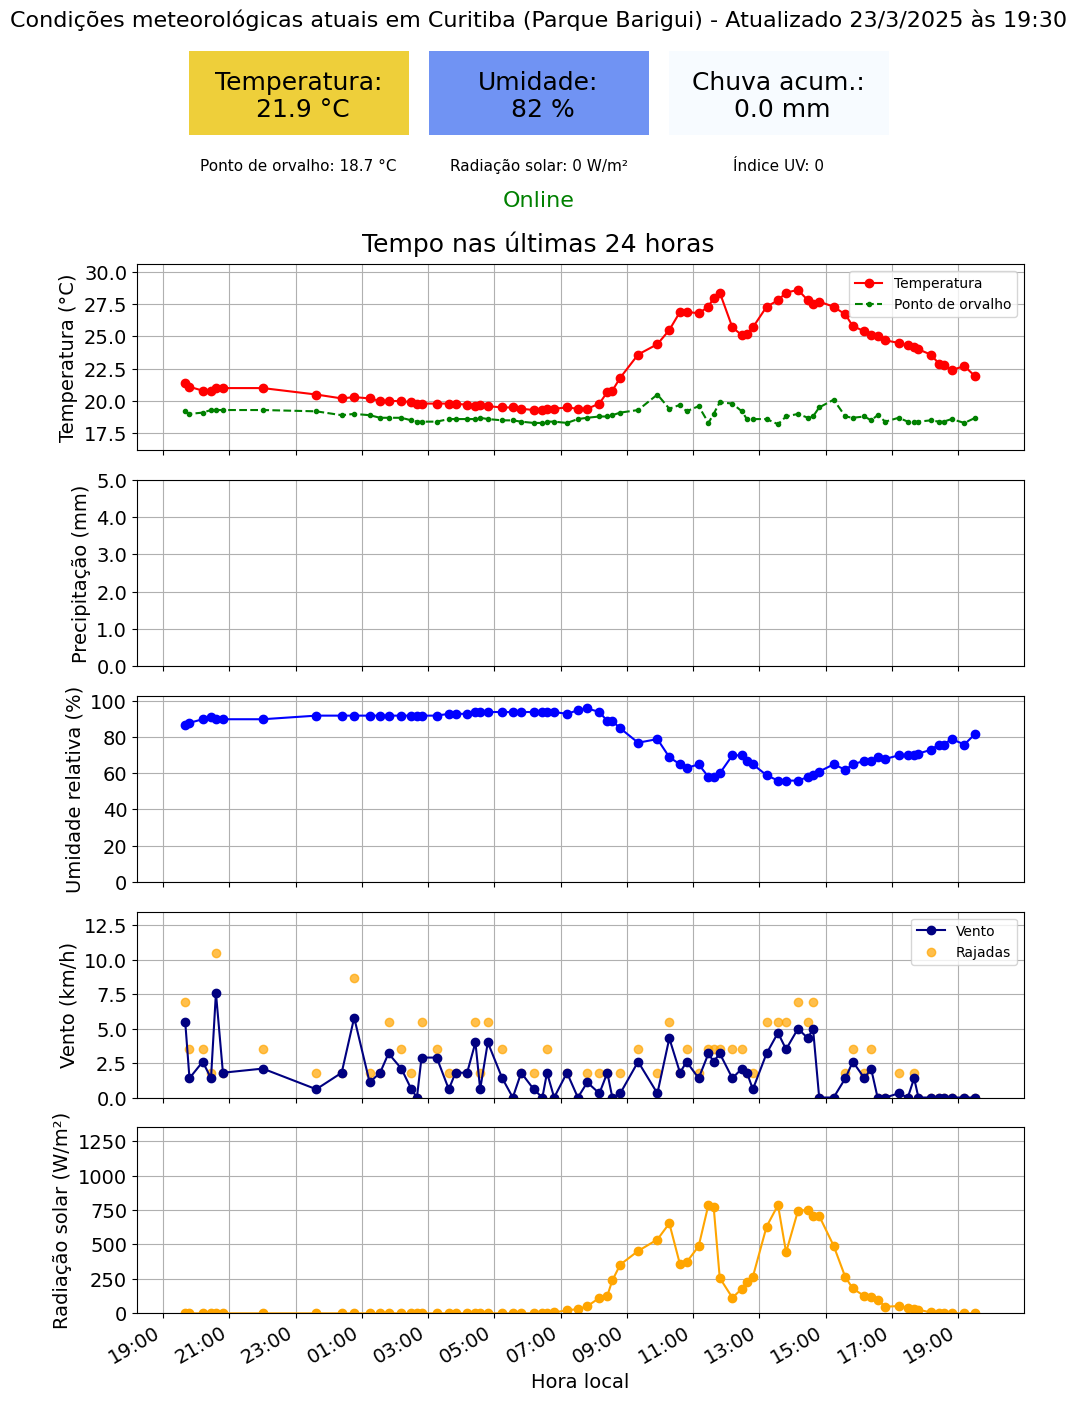 Condições meteorológicas atuais em Curitiba (Parque Barigui) - Atualizado 23/3/2025 às 19:30
Temperatura:
21.9 °C
Umidade:
82 %
Chuva acum.:
0.0 mm
Ponto de orvalho: 18.7 °C
Radiação solar: 0 W/m²
Índice UV: 0
Online
Tempo nas últimas 24 horas
Temperatura (°C)
30.0
27.5
25.0
22.5
20.0
17.5
Temperatura
Ponto de orvalho
Precipitação (mm)
5.0
4.0
3.0
2.0
1.0
0.0
Umidade relativa (%)
100
80
60
40
20
0
Vento (km/h)
12.5
10.0
7.5
5.0
2.5
0.0
Vento
Rajadas
Radiação solar (W/m²)
1250
1000
750
500
250
0
19:00
21:00
23:00
01:00
03:00
05:00
07:00
09:00
11:00
13:00
15:00
17:00
19:00
Hora local